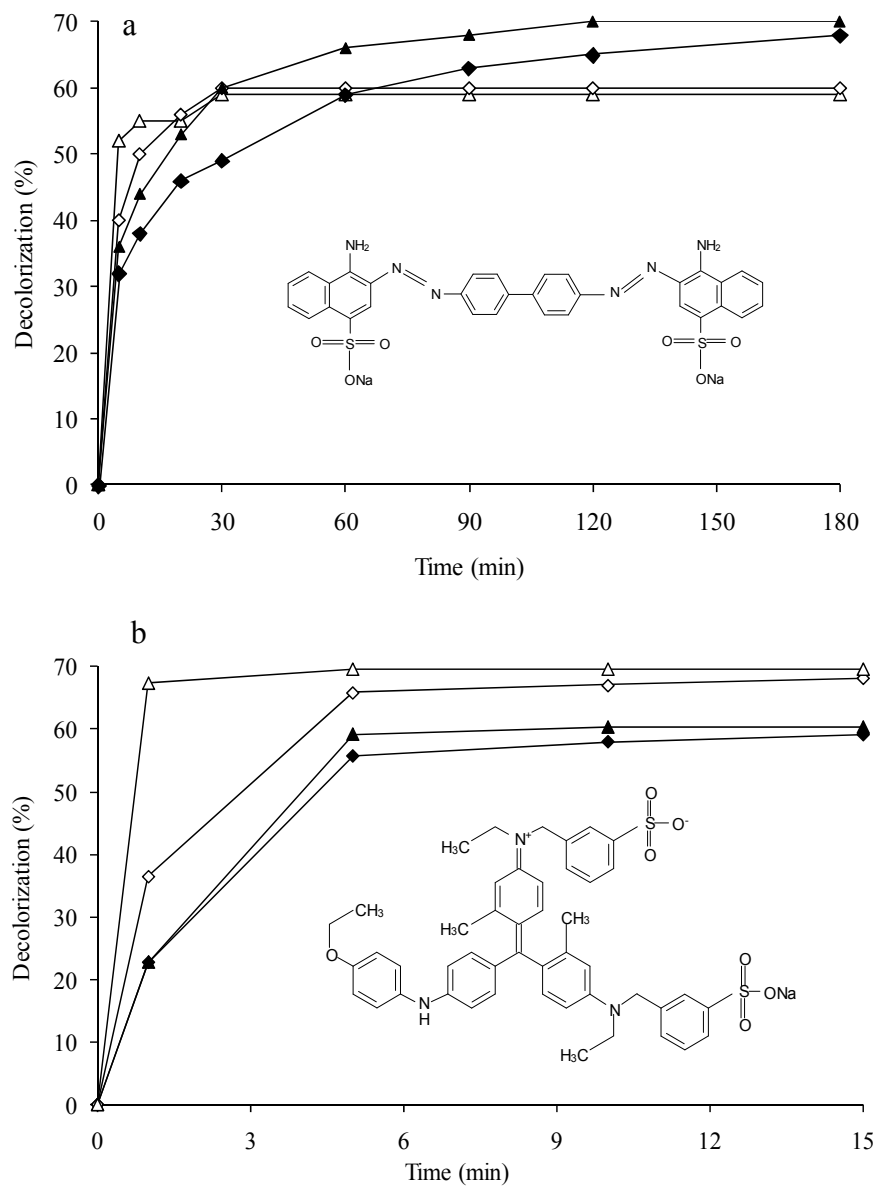 a
Decolorization (%)
70
60
50
40
30
20
10
0
0 30 60 90 120 150 180
Time (min)
NH₂ NH₂
N N
N N
O S O O S O
ONa ONa
b
Decolorization (%)
70
60
50
40
30
20
10
0
0 3 6 9 12 15
Time (min)
O
H₃C N⁺ S O⁻
O
CH₃ H₃C CH₃
O
O
N
H
N
S ONa
O
H₃C